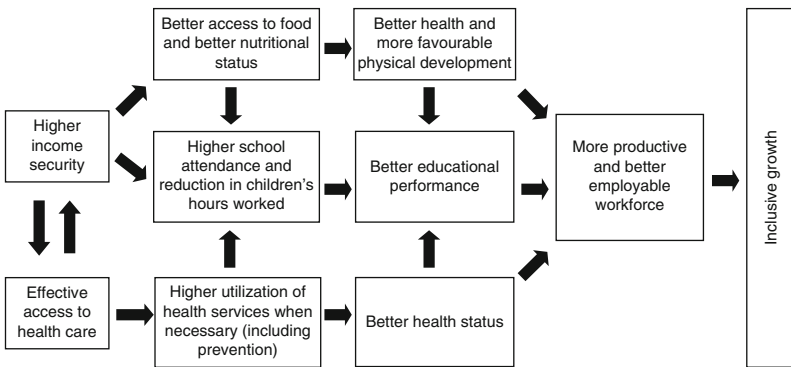 Better access to food
and better nutritional
status
Better health and
more favourable
physical development
Higher
income
security
Higher school
attendance and
reduction in children's
hours worked
Better educational
performance
More productive
and better
employable
workforce
Inclusive growth
Effective
access to
health care
Higher utilization of
health services when
necessary (including
prevention)
Better health status